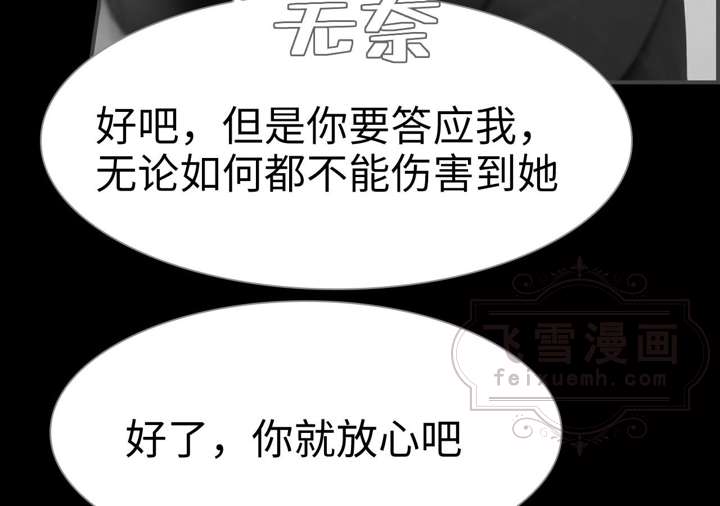 无奈
好吧，但是你要答应我，
无论如何都不能伤害到她
飞雪漫画
feixuemh.com
好了，你就放心吧